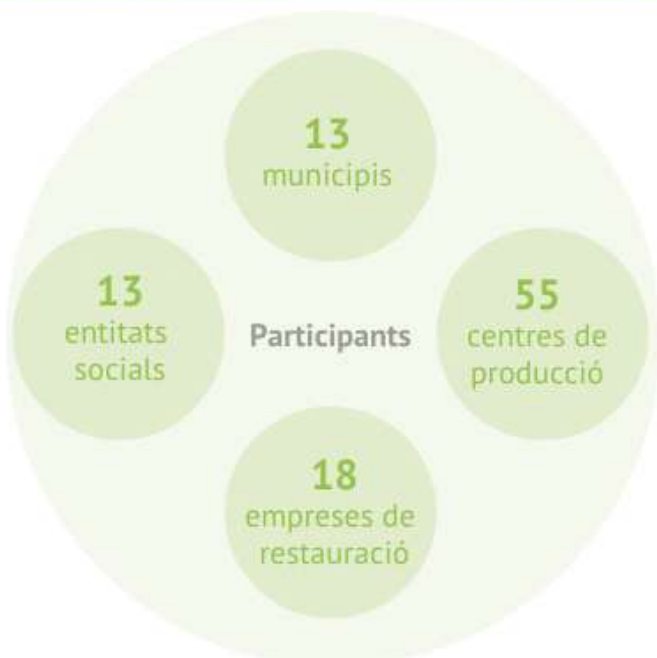 13
municipis
13
entitats
socials
Participants
55
centres de
producció
18
empreses de
restauració